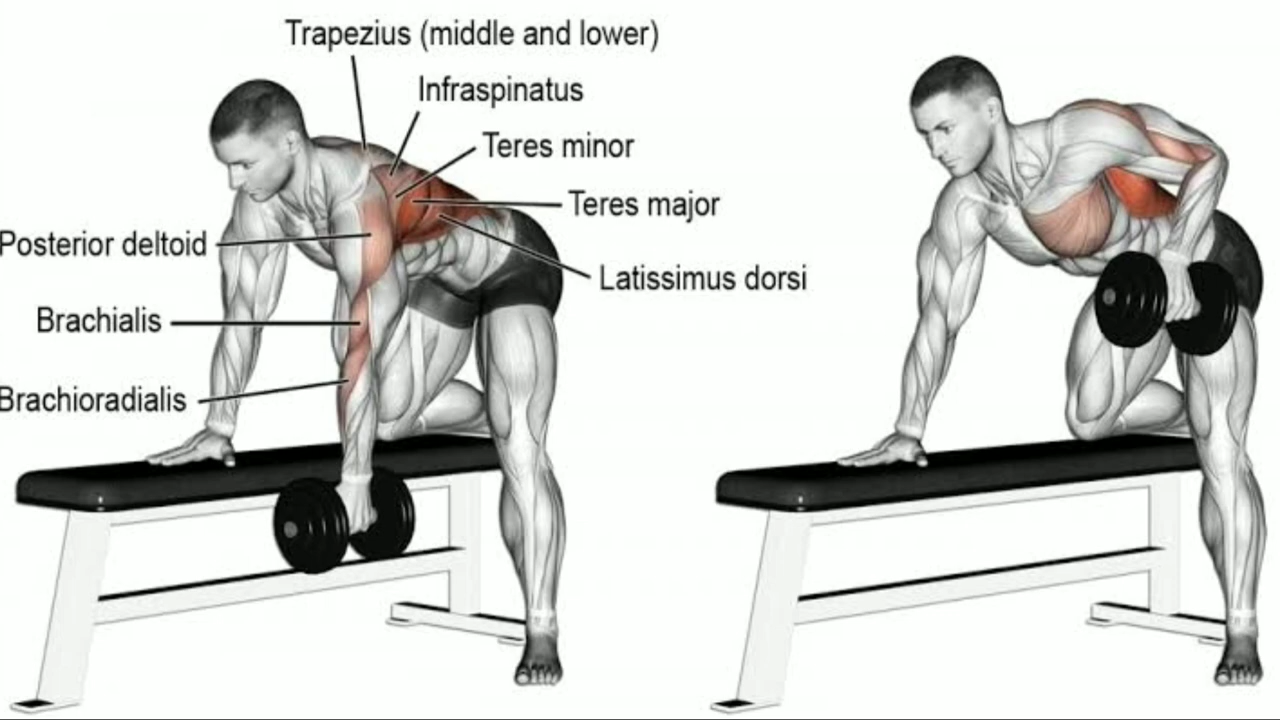 Trapezius (middle and lower)
Infraspinatus
Teres minor
Teres major
Posterior deltoid
Latissimus dorsi
Brachialis
Brachioradialis